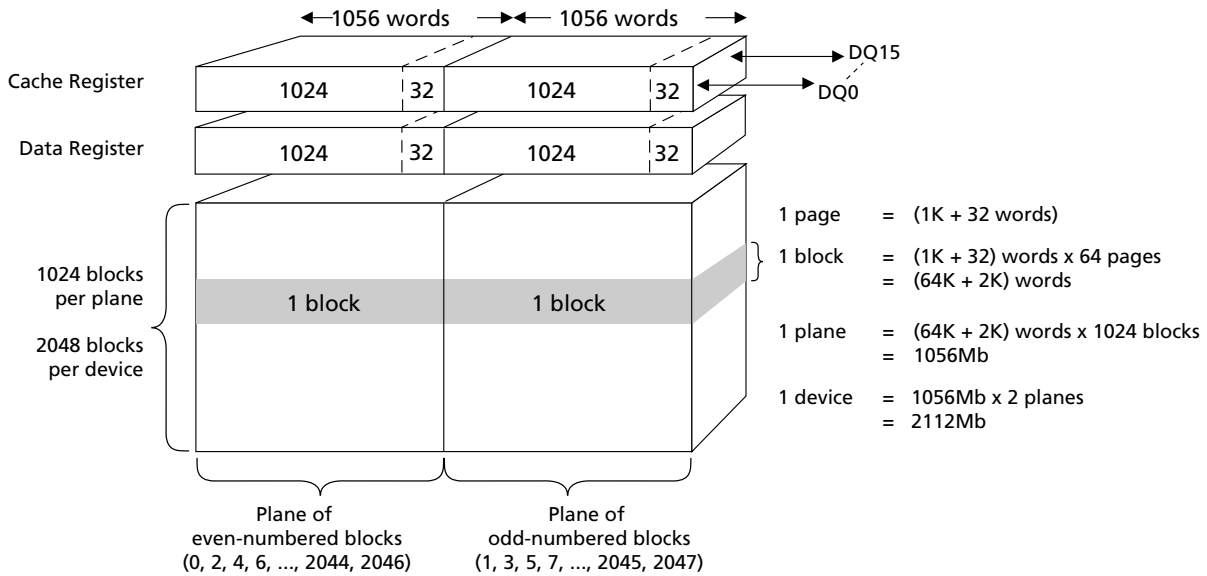 1056 words 1056 words
Cache Register
1024 32 1024 32
DQ15
DQ0
Data Register
1024 32 1024 32
1024 blocks
per plane
2048 blocks
per device
1 block 1 block
1 page = (1K + 32 words)
1 block = (1K + 32) words x 64 pages
= (64K + 2K) words
1 plane = (64K + 2K) words x 1024 blocks
= 1056Mb
1 device = 1056Mb x 2 planes
= 2112Mb
Plane of
even-numbered blocks
(0, 2, 4, 6, ..., 2044, 2046)
Plane of
odd-numbered blocks
(1, 3, 5, 7, ..., 2045, 2047)